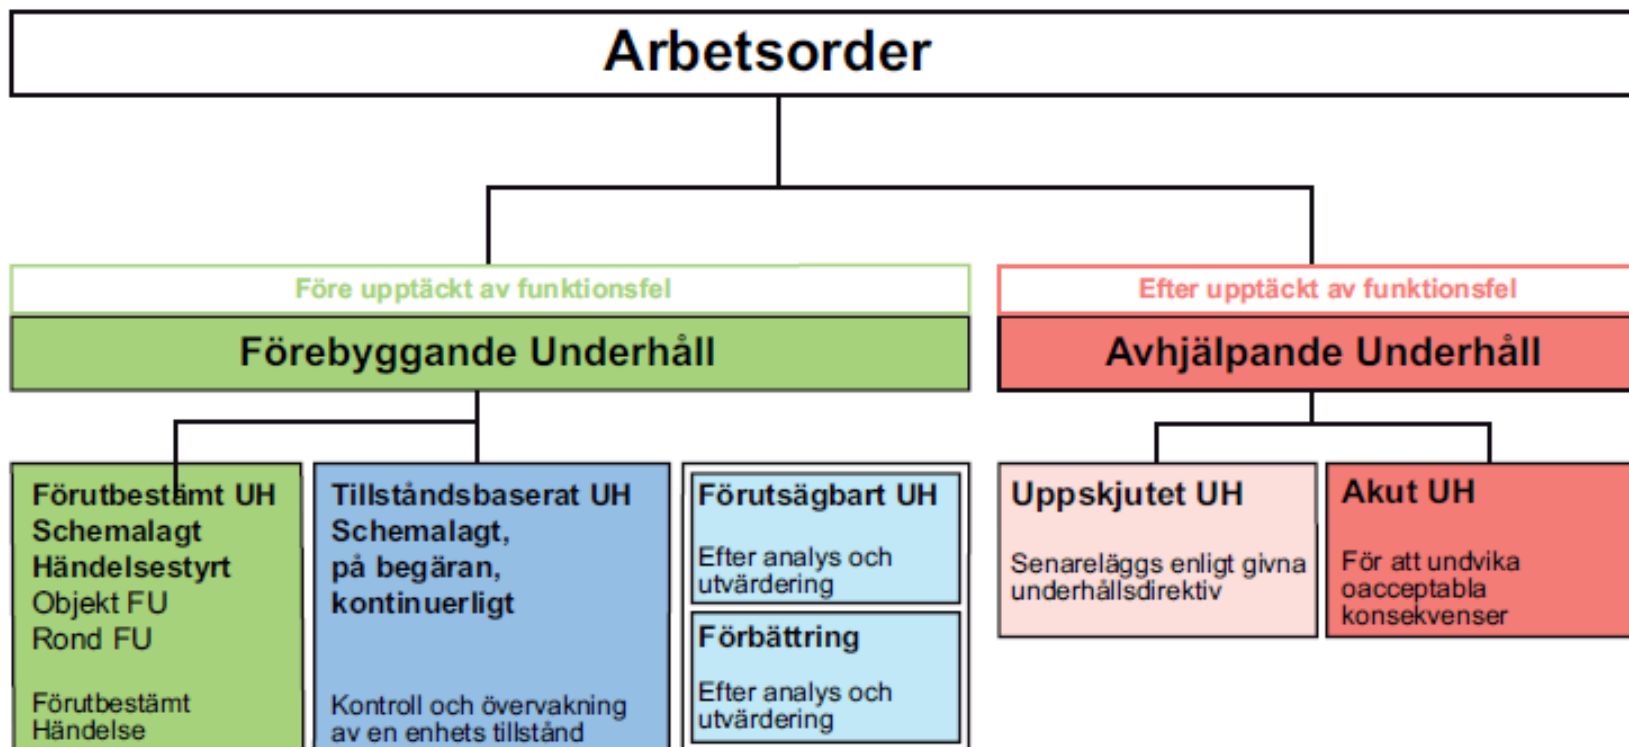 Arbetsorder
Före upptäckt av funktionsfel
Efter upptäckt av funktionsfel
Förebyggande Underhåll
Avhjälpande Underhåll
Förutbestämt UH
Schemalagt
Händelsestyrt
Objekt FU
Rond FU
Förutbestämt
Händelse
Tillståndsbaserat UH
Schemalagt,
på begäran,
kontinuerligt
Kontroll och övervakning
av en enhets tillstånd
Förutsägbart UH
Efter analys och
utvärdering
Förbättring
Efter analys och
utvärdering
Uppskjutet UH
Senareläggs enligt givna
underhållsdirektiv
Akut UH
För att undvika
oacceptabla
konsekvenser